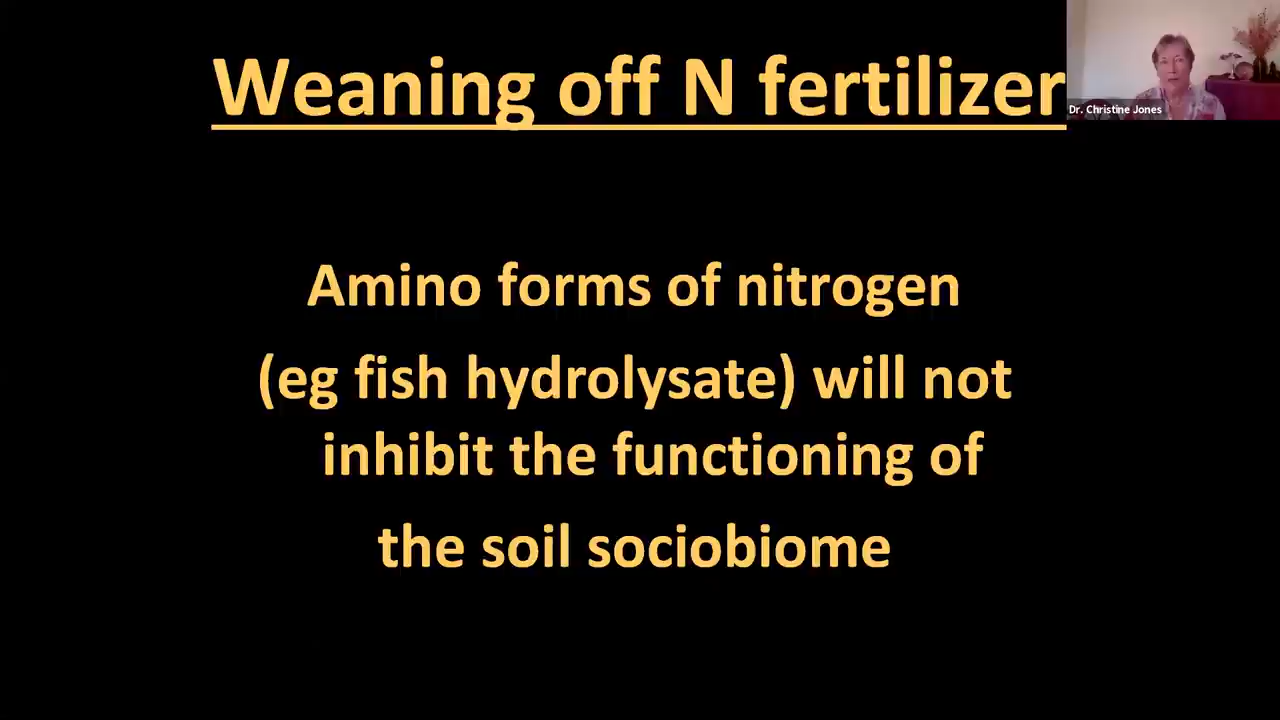 Weaning off N fertilizer
Dr. Christine Jones
Amino forms of nitrogen
(eg fish hydrolysate) will not
inhibit the functioning of
the soil sociobiome